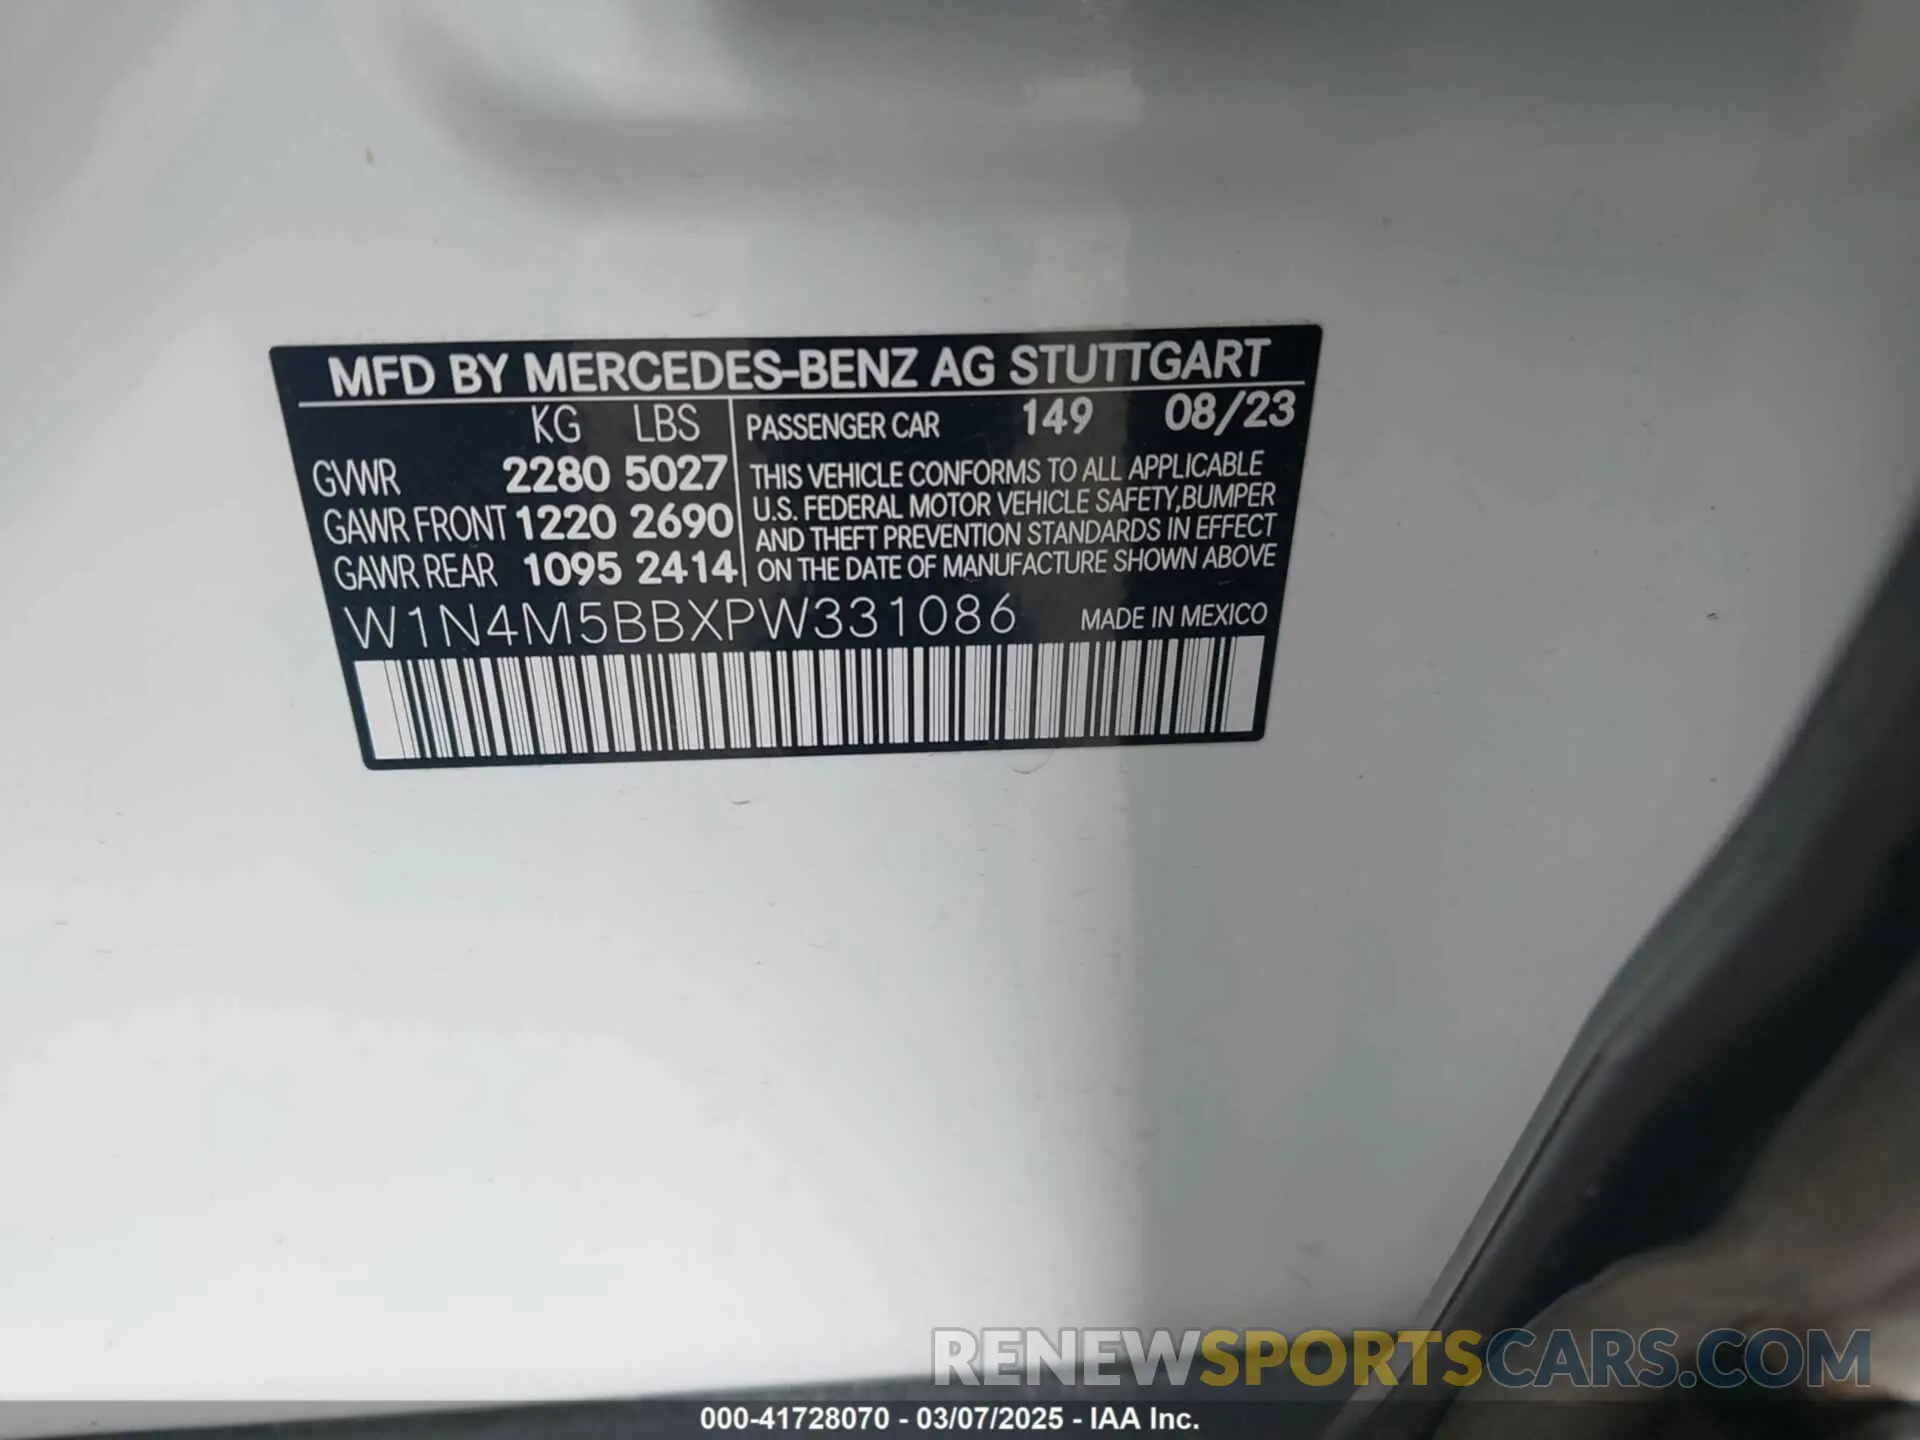 MFD BY MERCEDES-BENZ AG STUTTGART
KG LBS PASSENGER CAR 149 08/23
GVWR 2280 5027
GAWR FRONT 1220 2690
GAWR REAR 1095 2414
THIS VEHICLE CONFORMS TO ALL APPLICABLE
U.S. FEDERAL MOTOR VEHICLE SAFETY,BUMPER
AND THEFT PREVENTION STANDARDS IN EFFECT
ON THE DATE OF MANUFACTURE SHOWN ABOVE
W1N4M5BBXPW331086 MADE IN MEXICO
RENEWSPORTSCARS.COM
000-41728070 - 03/07/2025 - IAA Inc.